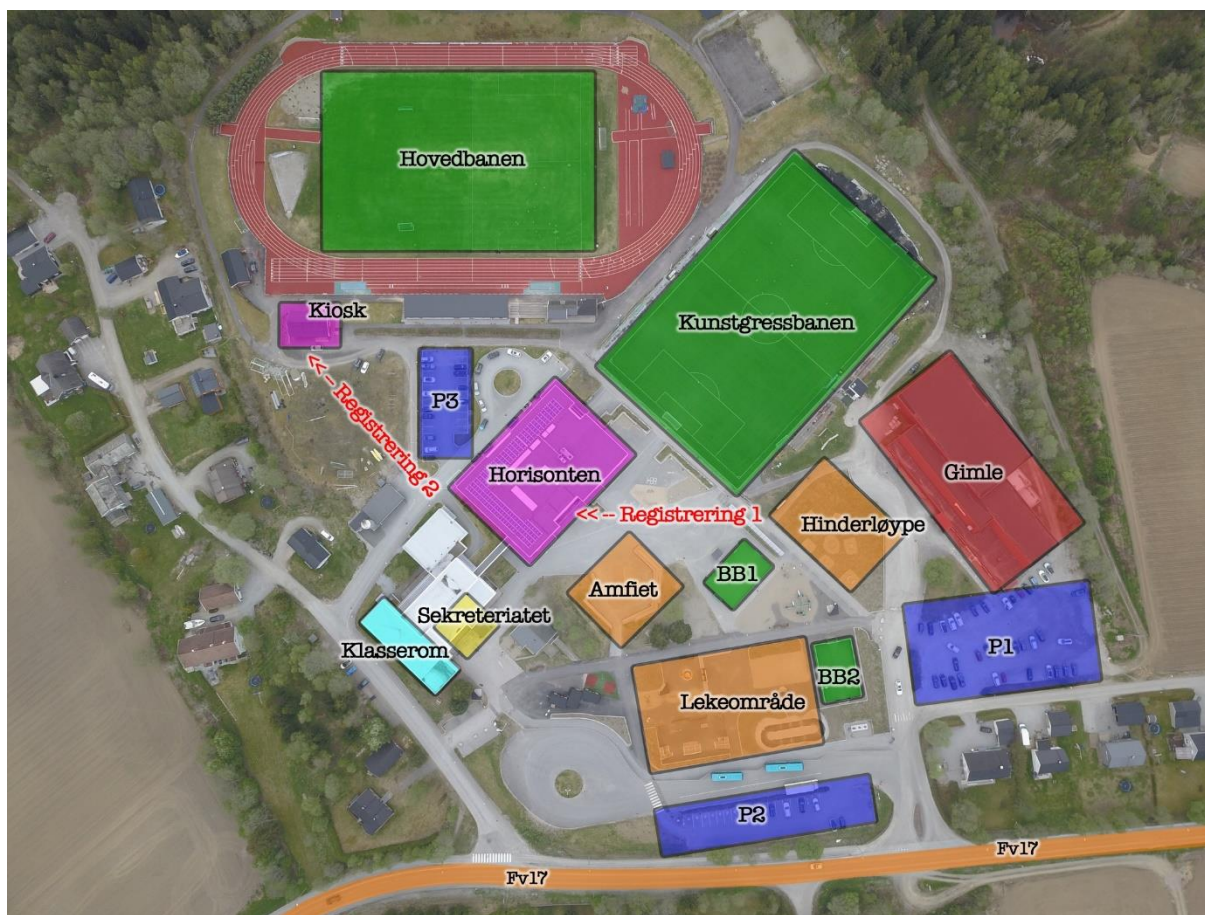 Hovedbanen
Kiosk
Kunstgressbanen
P3
<< -- Registrering 2
Horisonten
Gimle
<< -- Registrering 1
Hinderløype
BB1
Amfiet
Sekreteriatet
Klasserom
P1
BB2
Lekeområde
P2
Fv17
Fv17